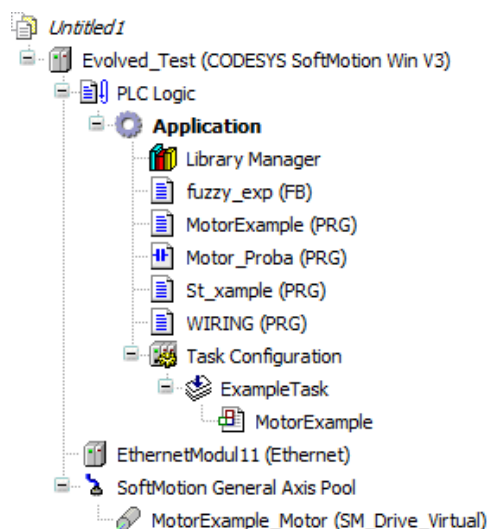 Untitled1
Evolved_Test (CODESYS SoftMotion Win V3)
PLC Logic
Application
Library Manager
fuzzy_exp (FB)
MotorExample (PRG)
Motor_Proba (PRG)
St_xample (PRG)
WIRING (PRG)
Task Configuration
ExampleTask
MotorExample
EthernetModul11 (Ethernet)
SoftMotion General Axis Pool
MotorExample_Motor (SM_Drive_Virtual)